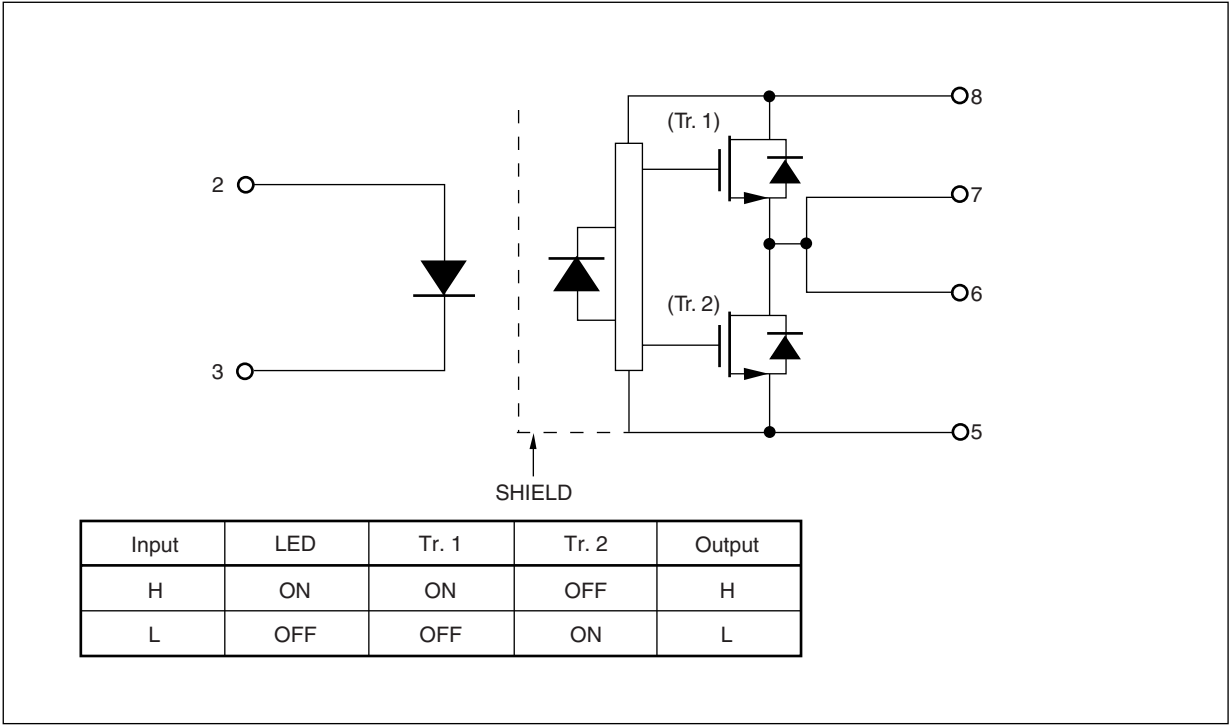 8
(Tr. 1)
2
7
(Tr. 2)
6
3
5
SHIELD
Input LED Tr. 1 Tr. 2 Output
H ON ON OFF H
L OFF OFF ON L